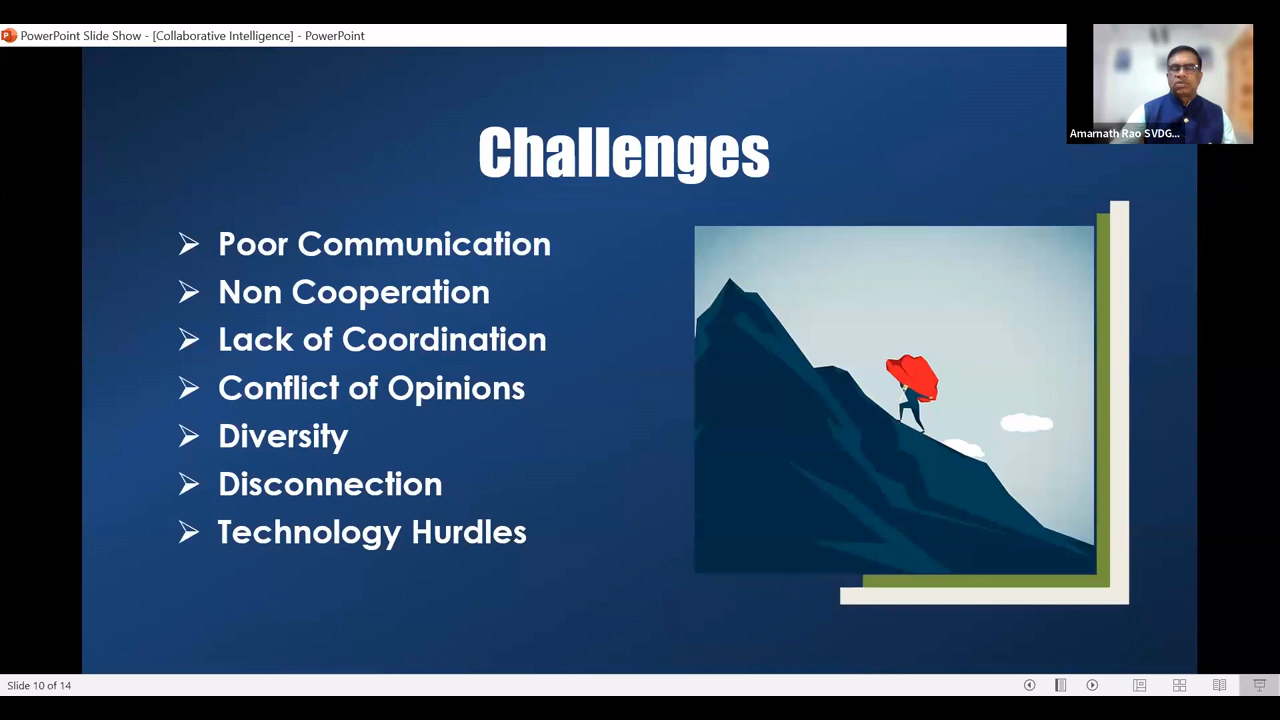 PowerPoint Slide Show - [Collaborative Intelligence] - PowerPoint
Amarnath Rao SVDG...
Challenges
Poor Communication
Non Cooperation
Lack of Coordination
Conflict of Opinions
Diversity
Disconnection
Technology Hurdles
Slide 10 of 14